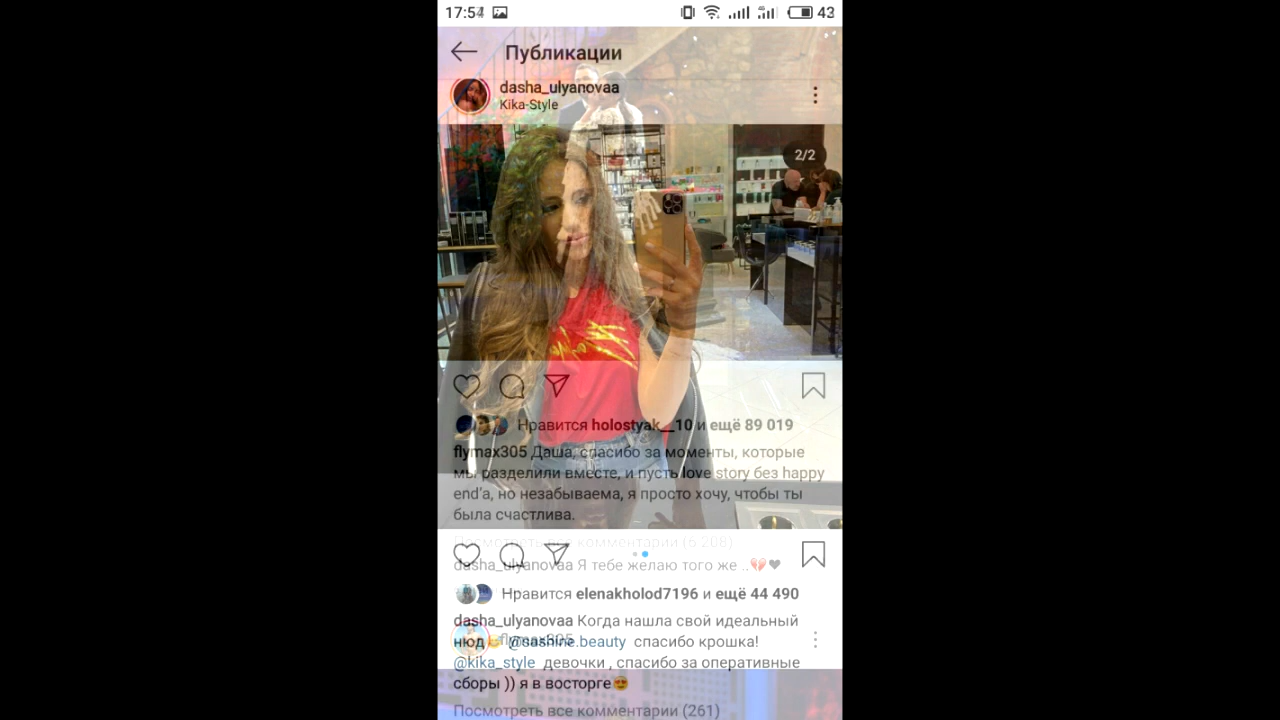 17:54
43
Публикации
dasha_ulyanovaa
Kika-Style
2/2
Нравится holostyak__10 и ещё 89 019
flymax305 Даша, спасибо за моменты, которые
мы разделили вместе, и пусть love story без happy
end'а, но незабываема, я просто хочу, чтобы ты
была счастлива.
Посмотреть все комментарии (5 208)
dasha_ulyanovaa Я тебе желаю того же ..💔🖤
Нравится elenakholod7196 и ещё 44 490
dasha_ulyanovaa Когда нашла свой идеальный
flymax305
нюд @sashine.beauty спасибо крошка!
@kika_style девочки , спасибо за оперативные
сборы )) я в восторге😍
Посмотреть все комментарии (261)